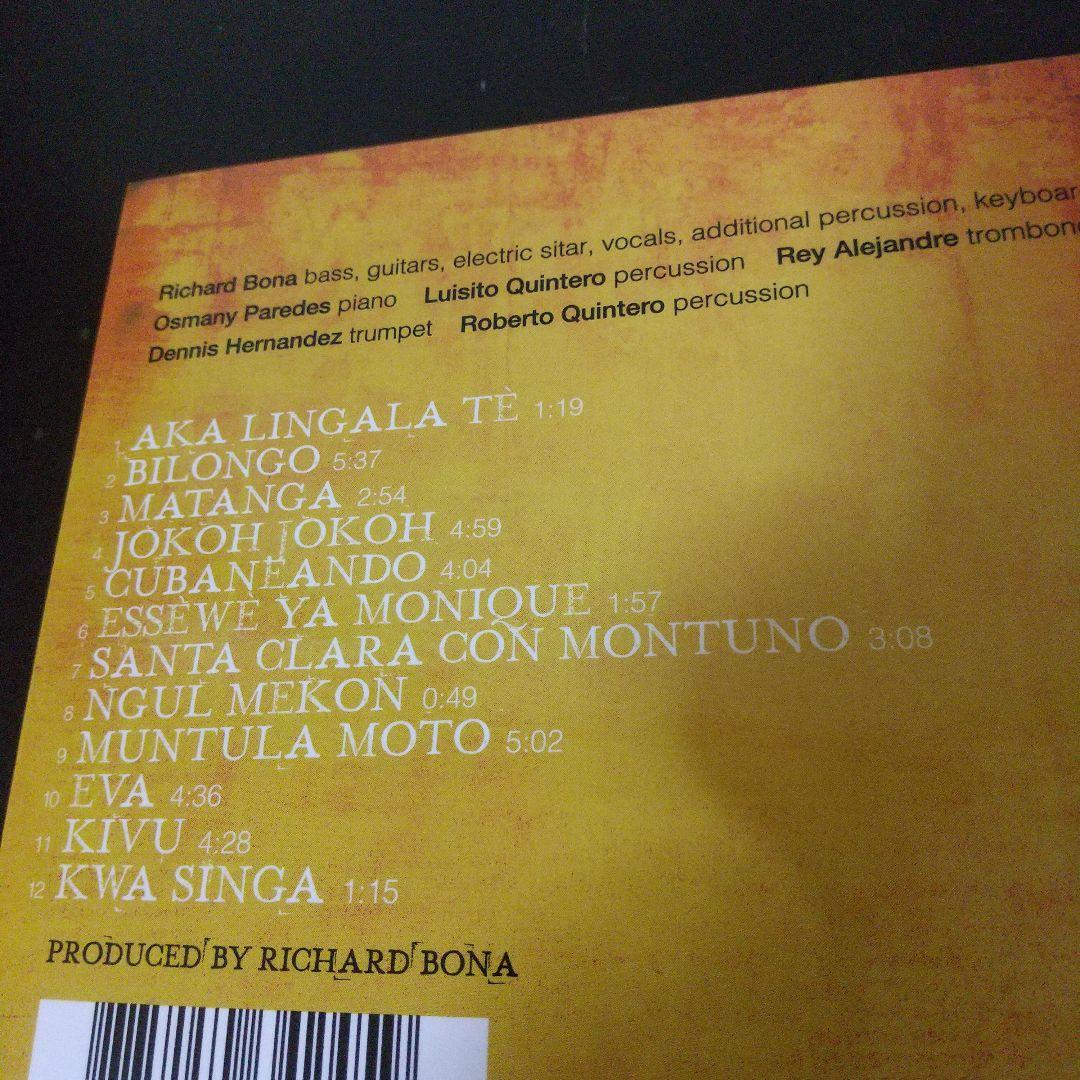 Richard Bona bass, guitars, electric sitar, vocals, additional percussion,
Osmany Paredes piano Luisito Quintero percussion Rey Alejandre
Dennis Hernandez trumpet Roberto Quintero percussion
1 AKA LINGALA TÈ 1:19
2 BILONGO 5:37
3 MATANGA 2:54
4 JOKOH JOKOH 4:59
5 CUBANEANDO 4:04
6 ESSÈWÈ YA MONIQUE 1:57
7 SANTA CLARA CON MONTUNO 3:08
8 NGUL MEKON 0:49
9 MUNTULA MOTO 5:02
10 EVA 4:36
11 KIVU 4:28
12 KWA SINGA 1:15
PRODUCED BY RICHARD BONA